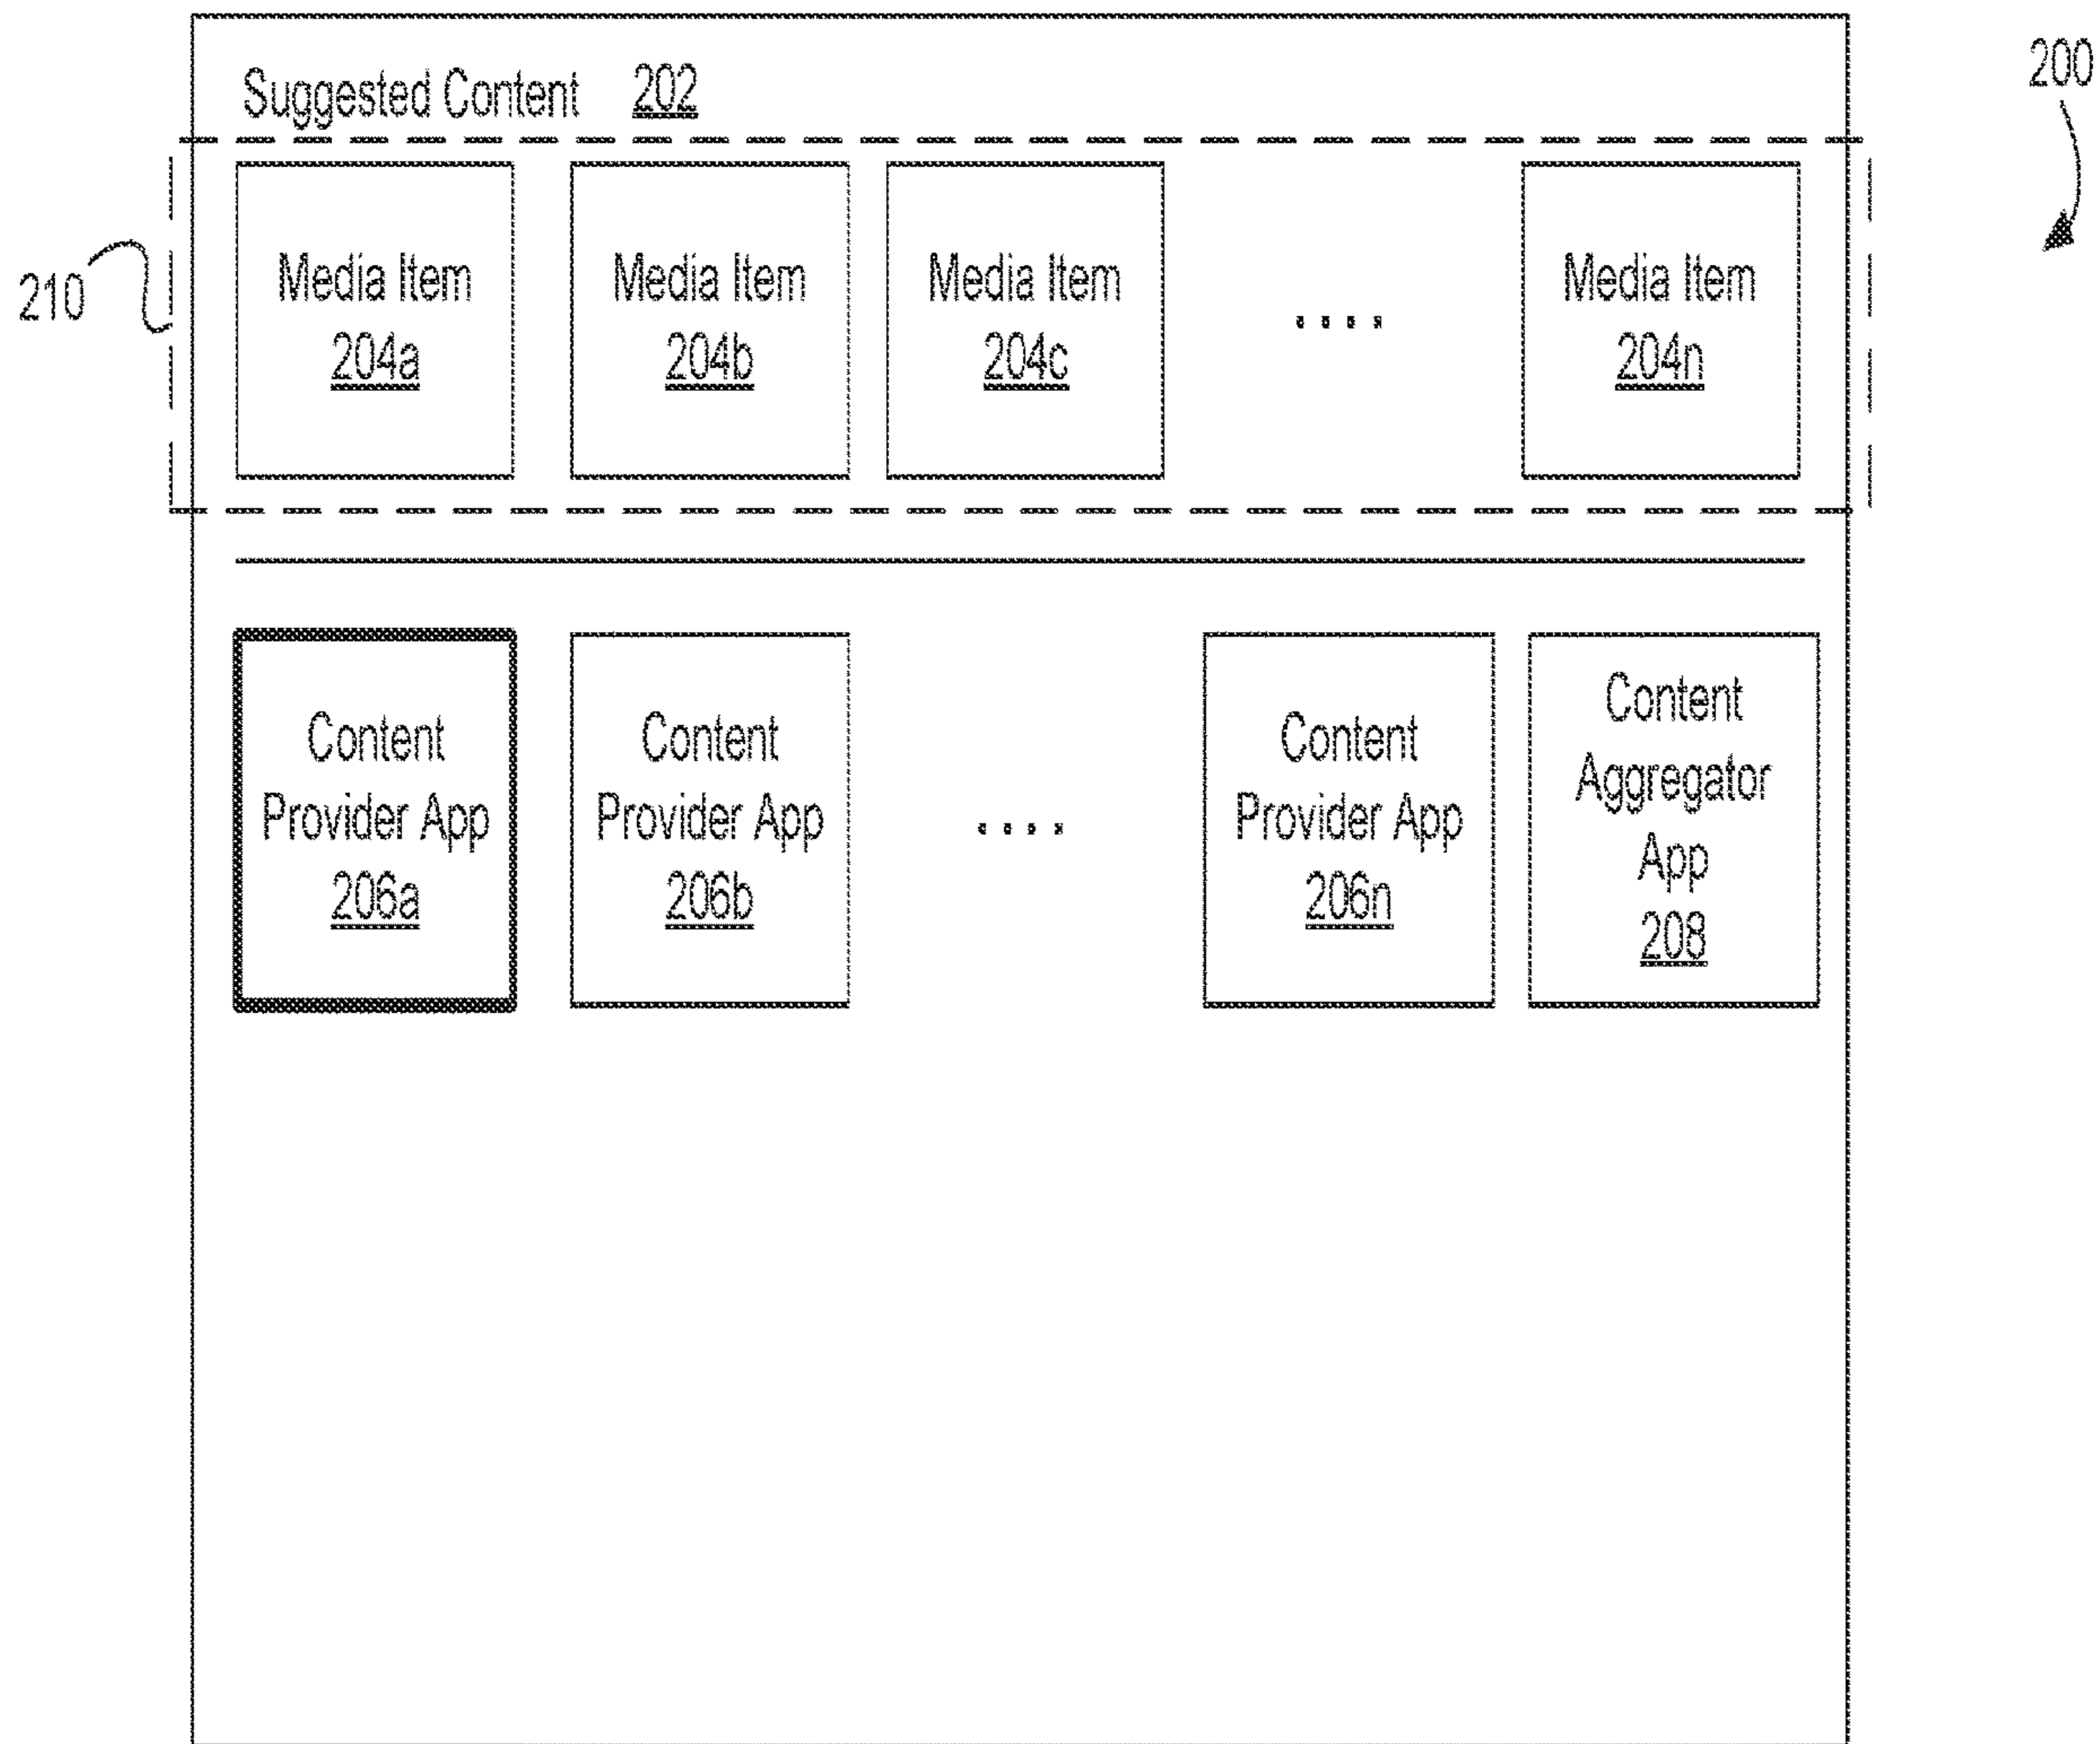 200
Suggested Content 202
210
Media Item
204a
Media Item
204b
Media Item
204c
....
Media Item
204n
Content
Provider App
206a
Content
Provider App
206b
....
Content
Provider App
206n
Content
Aggregator
App
208